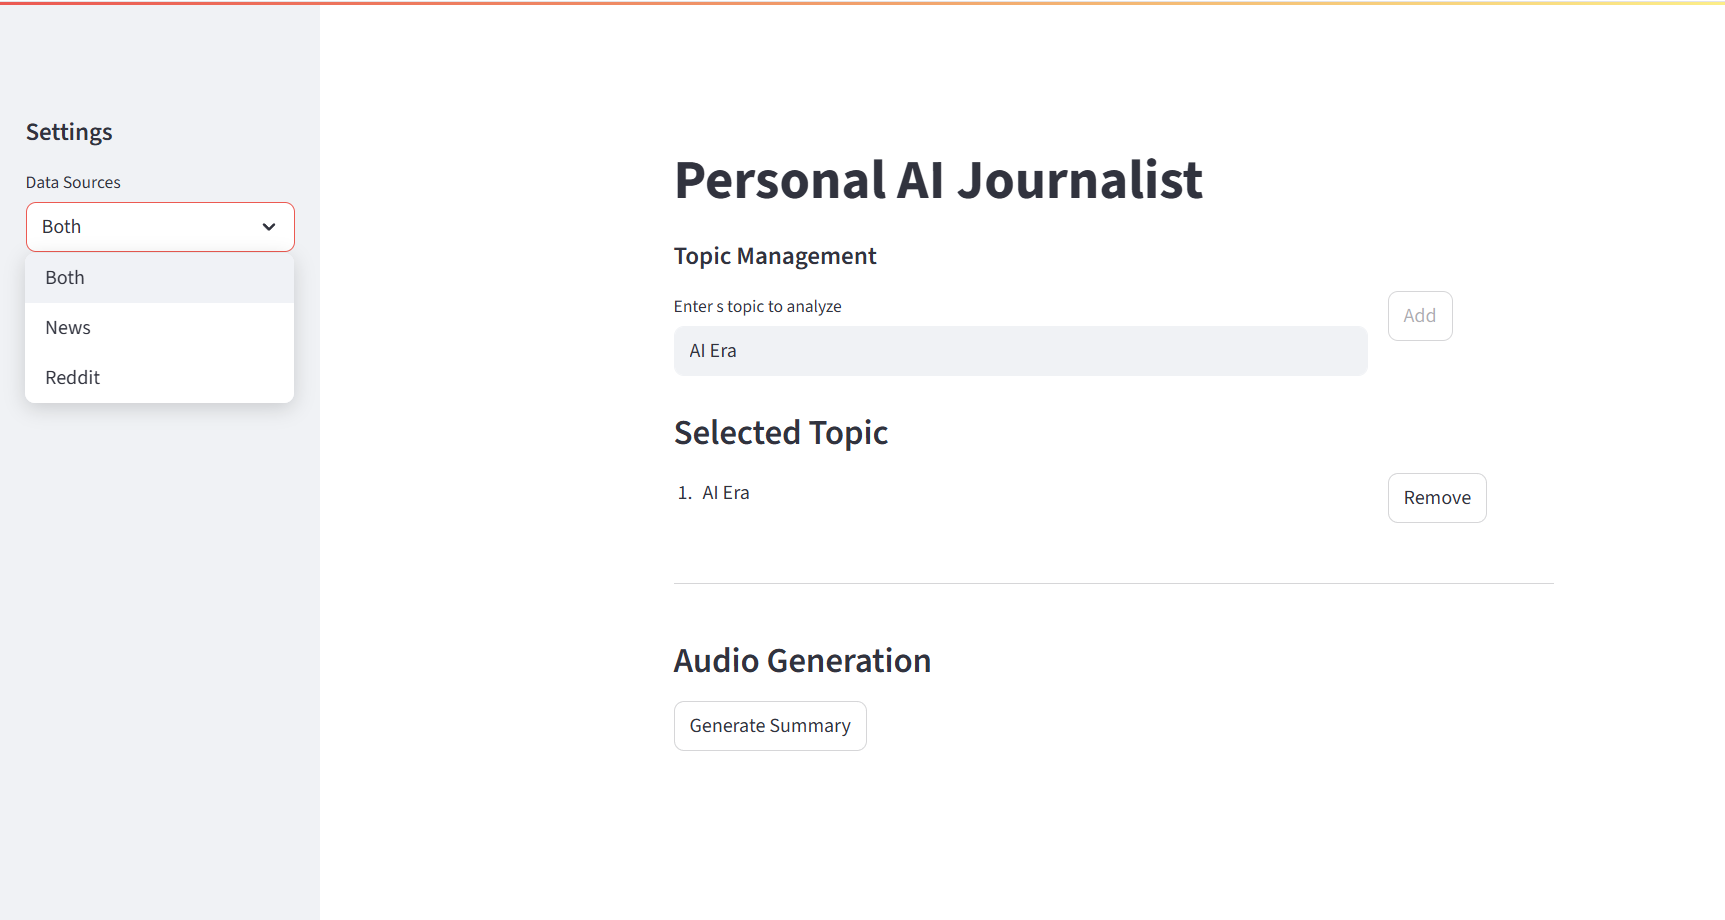 Settings
Data Sources
Both
Both
News
Reddit
Personal AI Journalist
Topic Management
Enter s topic to analyze
AI Era
Add
Selected Topic
1. AI Era
Remove
Audio Generation
Generate Summary